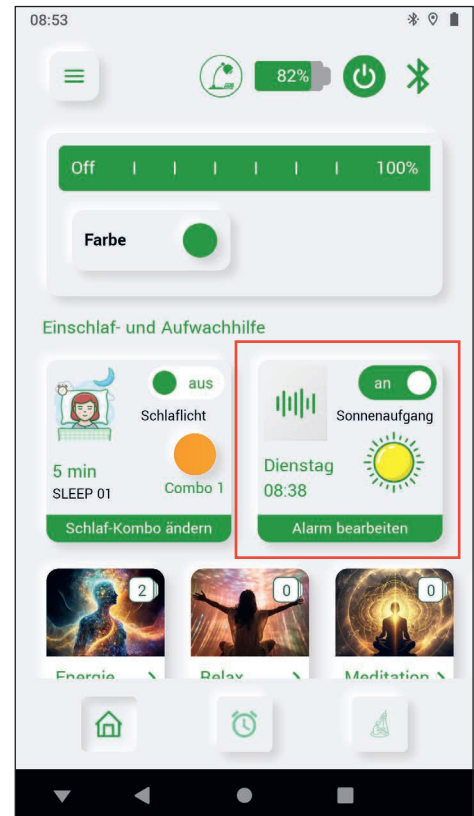 08:53
82%
Off 100%
Farbe
Einschlaf- und Aufwachhilfe
aus
Schlaflicht
5 min
SLEEP 01
Combo 1
Schlaf-Kombo ändern
an
Sonnenaufgang
Dienstag
08:38
Alarm bearbeiten
2
0
0
Energie
Relax
Meditation